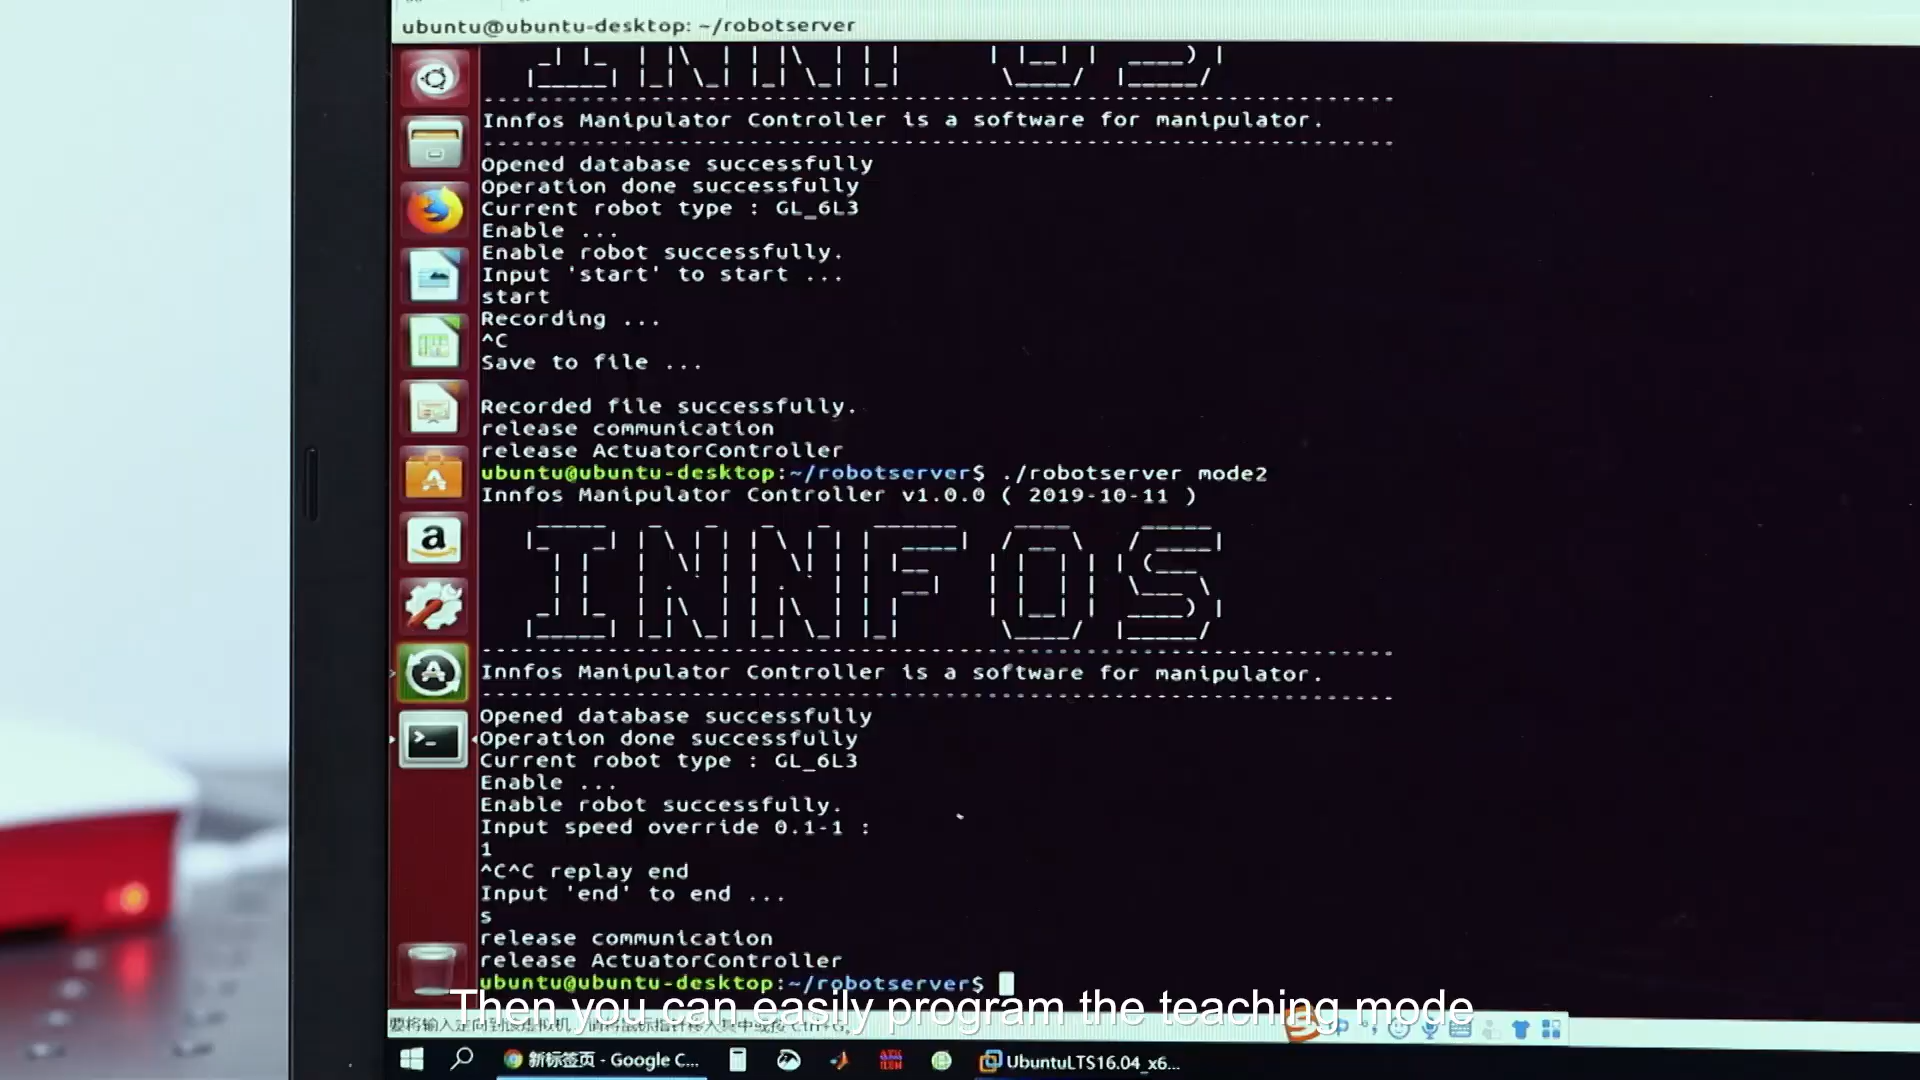 ubuntu@ubuntu-desktop: ~/robotserver
INNFOS
Innfos Manipulator Controller is a software for manipulator.
Opened database successfully
Operation done successfully
Current robot type : GL_6L3
Enable ...
Enable robot successfully.
Input 'start' to start ...
start
Recording ...
^C
Save to file ...
Recorded file successfully.
release communication
release ActuatorController
ubuntu@ubuntu-desktop:~/robotserver$ ./robotserver mode2
Innfos Manipulator Controller v1.0.0 ( 2019-10-11 )
INNFOS
Innfos Manipulator Controller is a software for manipulator.
Opened database successfully
Operation done successfully
Current robot type : GL_6L3
Enable ...
Enable robot successfully.
Input speed override 0.1-1 :
1
^C^C replay end
Input 'end' to end ...
s
release communication
release ActuatorController
ubuntu@ubuntu-desktop:~/robotserver$
Then you can easily program the teaching mode
新标签页 - Google C...
UbuntuLTS16.04_x6...